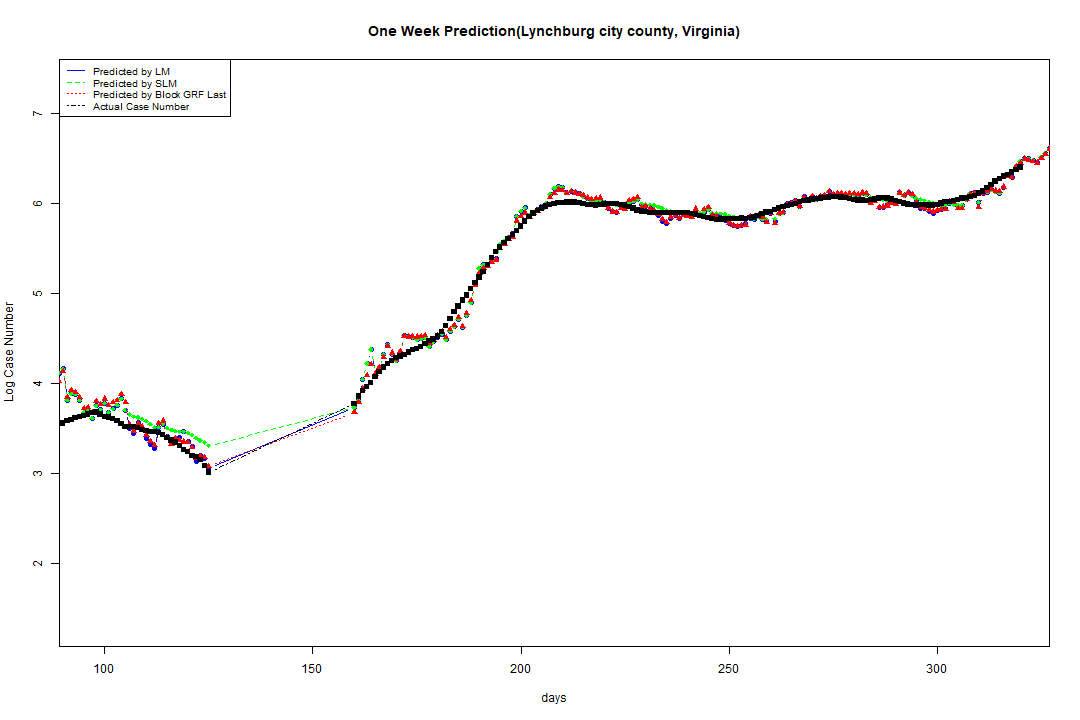 One Week Prediction(Lynchburg city county, Virginia)
Predicted by LM
Predicted by SLM
Predicted by Block GRF Last
Actual Case Number
7
6
5
4
3
2
Log Case Number
100 150 200 250 300
days